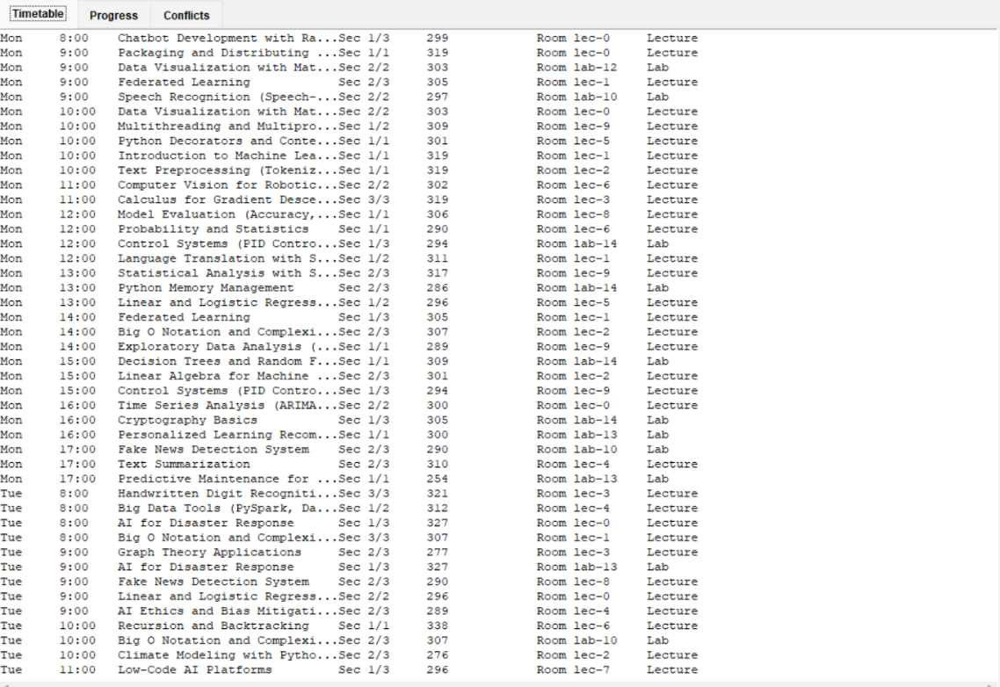 Timetable Progress Conflicts
Mon 8:00 Chatbot Development with Ra...Sec 1/3 299 Room lec-0 Lecture
Mon 9:00 Packaging and Distributing ...Sec 1/1 319 Room lec-0 Lecture
Mon 9:00 Data Visualization with Mat...Sec 2/2 303 Room lab-12 Lab
Mon 9:00 Federated Learning Sec 2/3 305 Room lec-1 Lecture
Mon 9:00 Speech Recognition (Speech-...Sec 2/2 297 Room lab-10 Lab
Mon 10:00 Data Visualization with Mat...Sec 2/2 303 Room lec-0 Lecture
Mon 10:00 Multithreading and Multipro...Sec 1/2 309 Room lec-9 Lecture
Mon 10:00 Python Decorators and Conte...Sec 1/1 301 Room lec-5 Lecture
Mon 10:00 Introduction to Machine Lea...Sec 1/1 319 Room lec-1 Lecture
Mon 10:00 Text Preprocessing (Tokeniz...Sec 1/1 319 Room lec-2 Lecture
Mon 11:00 Computer Vision for Robotic...Sec 2/2 302 Room lec-6 Lecture
Mon 11:00 Calculus for Gradient Desce...Sec 3/3 319 Room lec-3 Lecture
Mon 12:00 Model Evaluation (Accuracy,...Sec 1/1 306 Room lec-8 Lecture
Mon 12:00 Probability and Statistics Sec 1/1 290 Room lec-6 Lecture
Mon 12:00 Control Systems (PID Contro...Sec 1/3 294 Room lab-14 Lab
Mon 12:00 Language Translation with S...Sec 1/2 311 Room lec-1 Lecture
Mon 13:00 Statistical Analysis with S...Sec 2/3 317 Room lec-9 Lecture
Mon 13:00 Python Memory Management Sec 2/3 286 Room lab-14 Lab
Mon 13:00 Linear and Logistic Regress...Sec 1/2 296 Room lec-5 Lecture
Mon 14:00 Federated Learning Sec 1/3 305 Room lec-1 Lecture
Mon 14:00 Big O Notation and Complexi...Sec 2/3 307 Room lec-2 Lecture
Mon 14:00 Exploratory Data Analysis (...Sec 1/1 289 Room lec-9 Lecture
Mon 15:00 Decision Trees and Random F...Sec 1/1 309 Room lab-14 Lab
Mon 15:00 Linear Algebra for Machine ...Sec 2/3 301 Room lec-2 Lecture
Mon 15:00 Control Systems (PID Contro...Sec 1/3 294 Room lec-9 Lecture
Mon 16:00 Time Series Analysis (ARIMA...Sec 2/2 300 Room lec-0 Lecture
Mon 16:00 Cryptography Basics Sec 1/3 305 Room lab-14 Lab
Mon 16:00 Personalized Learning Recom...Sec 1/1 300 Room lab-13 Lab
Mon 17:00 Fake News Detection System Sec 2/3 290 Room lab-10 Lab
Mon 17:00 Text Summarization Sec 2/3 310 Room lec-4 Lecture
Mon 17:00 Predictive Maintenance for ...Sec 1/1 254 Room lab-13 Lab
Tue 8:00 Handwritten Digit Recogniti...Sec 3/3 321 Room lec-3 Lecture
Tue 8:00 Big Data Tools (PySpark, Da...Sec 1/2 312 Room lec-4 Lecture
Tue 8:00 AI for Disaster Response Sec 1/3 327 Room lec-0 Lecture
Tue 8:00 Big O Notation and Complexi...Sec 3/3 307 Room lec-1 Lecture
Tue 9:00 Graph Theory Applications Sec 2/3 277 Room lec-3 Lecture
Tue 9:00 AI for Disaster Response Sec 1/3 327 Room lab-13 Lab
Tue 9:00 Fake News Detection System Sec 2/3 290 Room lec-8 Lecture
Tue 9:00 Linear and Logistic Regress...Sec 2/2 296 Room lec-0 Lecture
Tue 9:00 AI Ethics and Bias Mitigati...Sec 2/3 289 Room lec-4 Lecture
Tue 10:00 Recursion and Backtracking Sec 1/1 338 Room lec-6 Lecture
Tue 10:00 Big O Notation and Complexi...Sec 2/3 307 Room lab-10 Lab
Tue 10:00 Climate Modeling with Pytho...Sec 2/3 276 Room lec-2 Lecture
Tue 11:00 Low-Code AI Platforms Sec 1/3 296 Room lec-7 Lecture